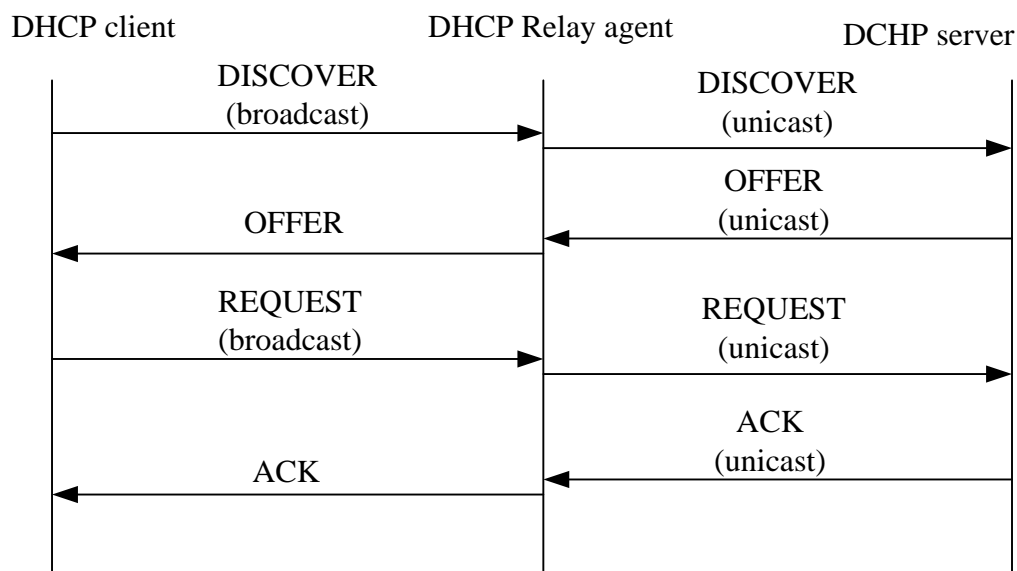 DHCP client
DHCP Relay agent
DCHP server
DISCOVER
(broadcast)
DISCOVER
(unicast)
OFFER
(unicast)
OFFER
REQUEST
(broadcast)
REQUEST
(unicast)
ACK
(unicast)
ACK